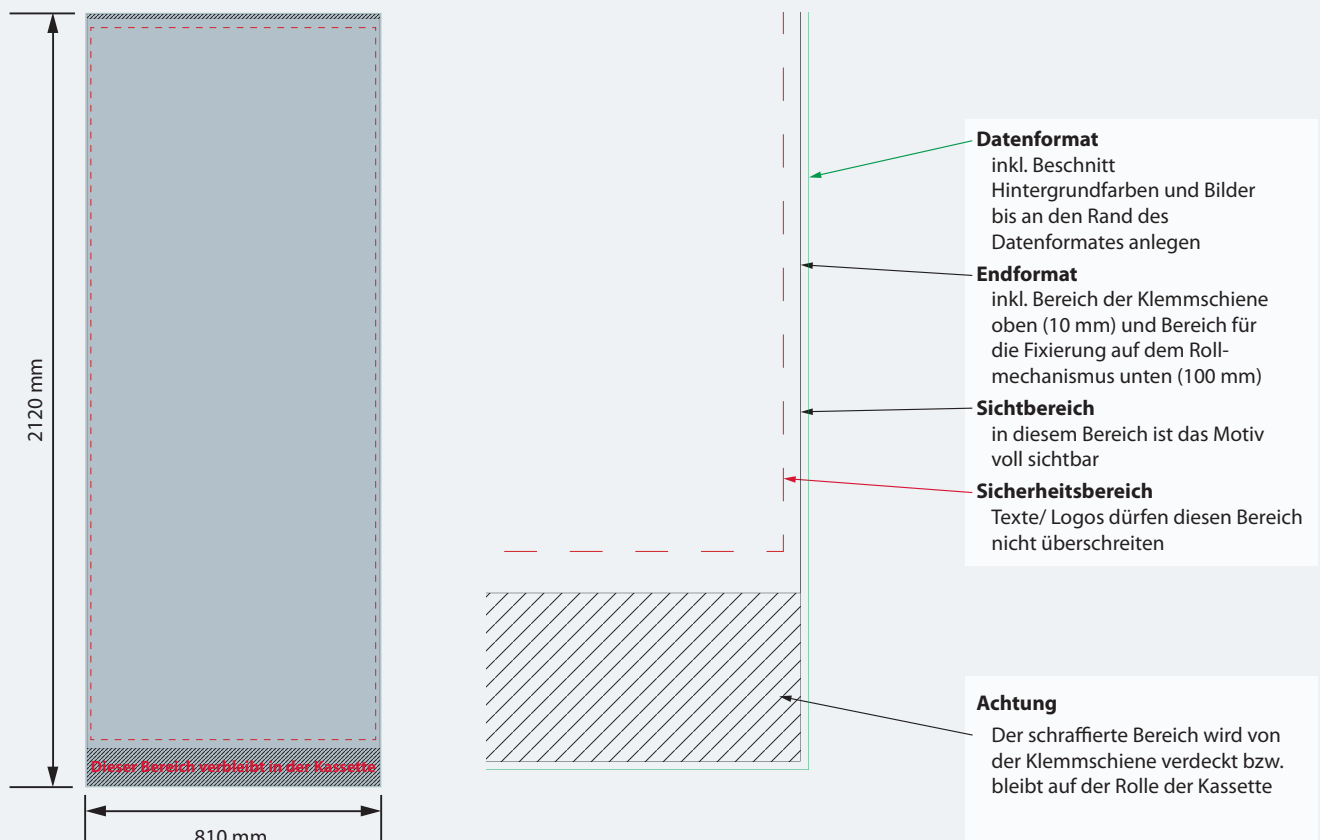 2120 mm
Dieser Bereich verbleibt in der Kassette
810 mm
Datenformat
inkl. Beschnitt
Hintergrundfarben und Bilder
bis an den Rand des
Datenformates anlegen
Endformat
inkl. Bereich der Klemmschiene
oben (10 mm) und Bereich für
die Fixierung auf dem Roll-
mechanismus unten (100 mm)
Sichtbereich
in diesem Bereich ist das Motiv
voll sichtbar
Sicherheitsbereich
Texte/ Logos dürfen diesen Bereich
nicht überschreiten
Achtung
Der schraffierte Bereich wird von
der Klemmschiene verdeckt bzw.
bleibt auf der Rolle der Kassette